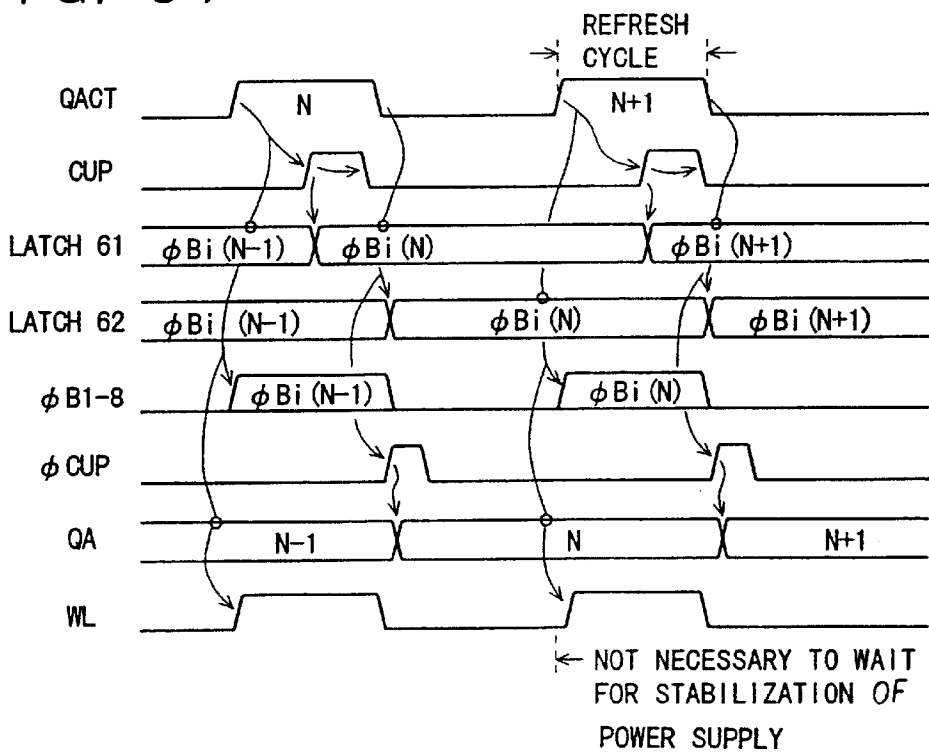 REFRESH
CYCLE
QACT N N+1
CUP
LATCH 61 φBi(N-1) φBi(N) φBi(N+1)
LATCH 62 φBi (N-1) φBi(N) φBi(N+1)
φB1-8 φBi(N-1) φBi(N)
φCUP
QA N-1 N N+1
WL
NOT NECESSARY TO WAIT
FOR STABILIZATION OF
POWER SUPPLY